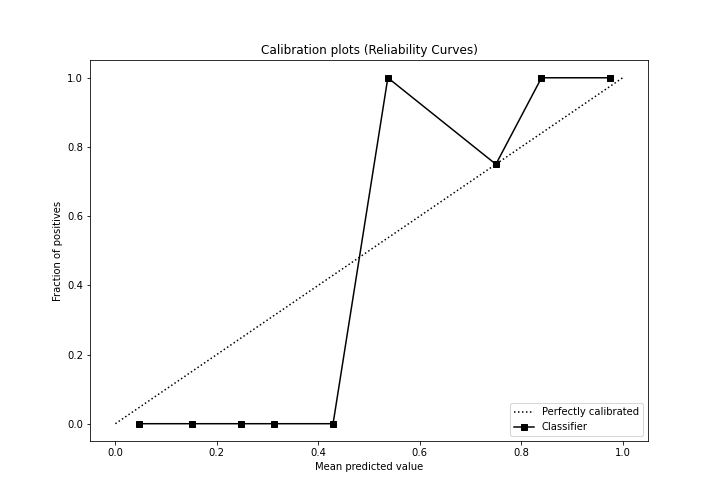 Calibration plots (Reliability Curves)
1.0
0.8
0.6
0.4
0.2
0.0
Fraction of positives
0.0 0.2 0.4 0.6 0.8 1.0
Mean predicted value
Perfectly calibrated
Classifier